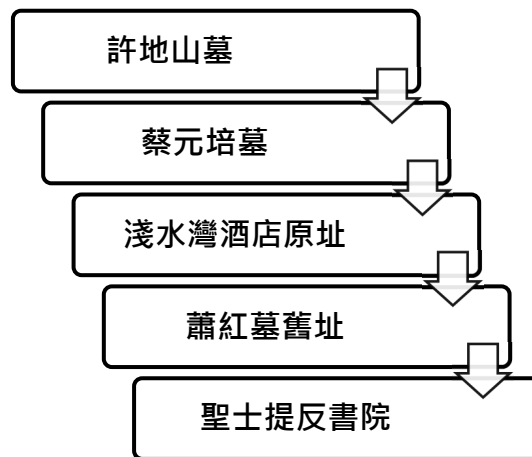 許地山墓
蔡元培墓
淺水灣酒店原址
蕭紅墓舊址
聖士提反書院